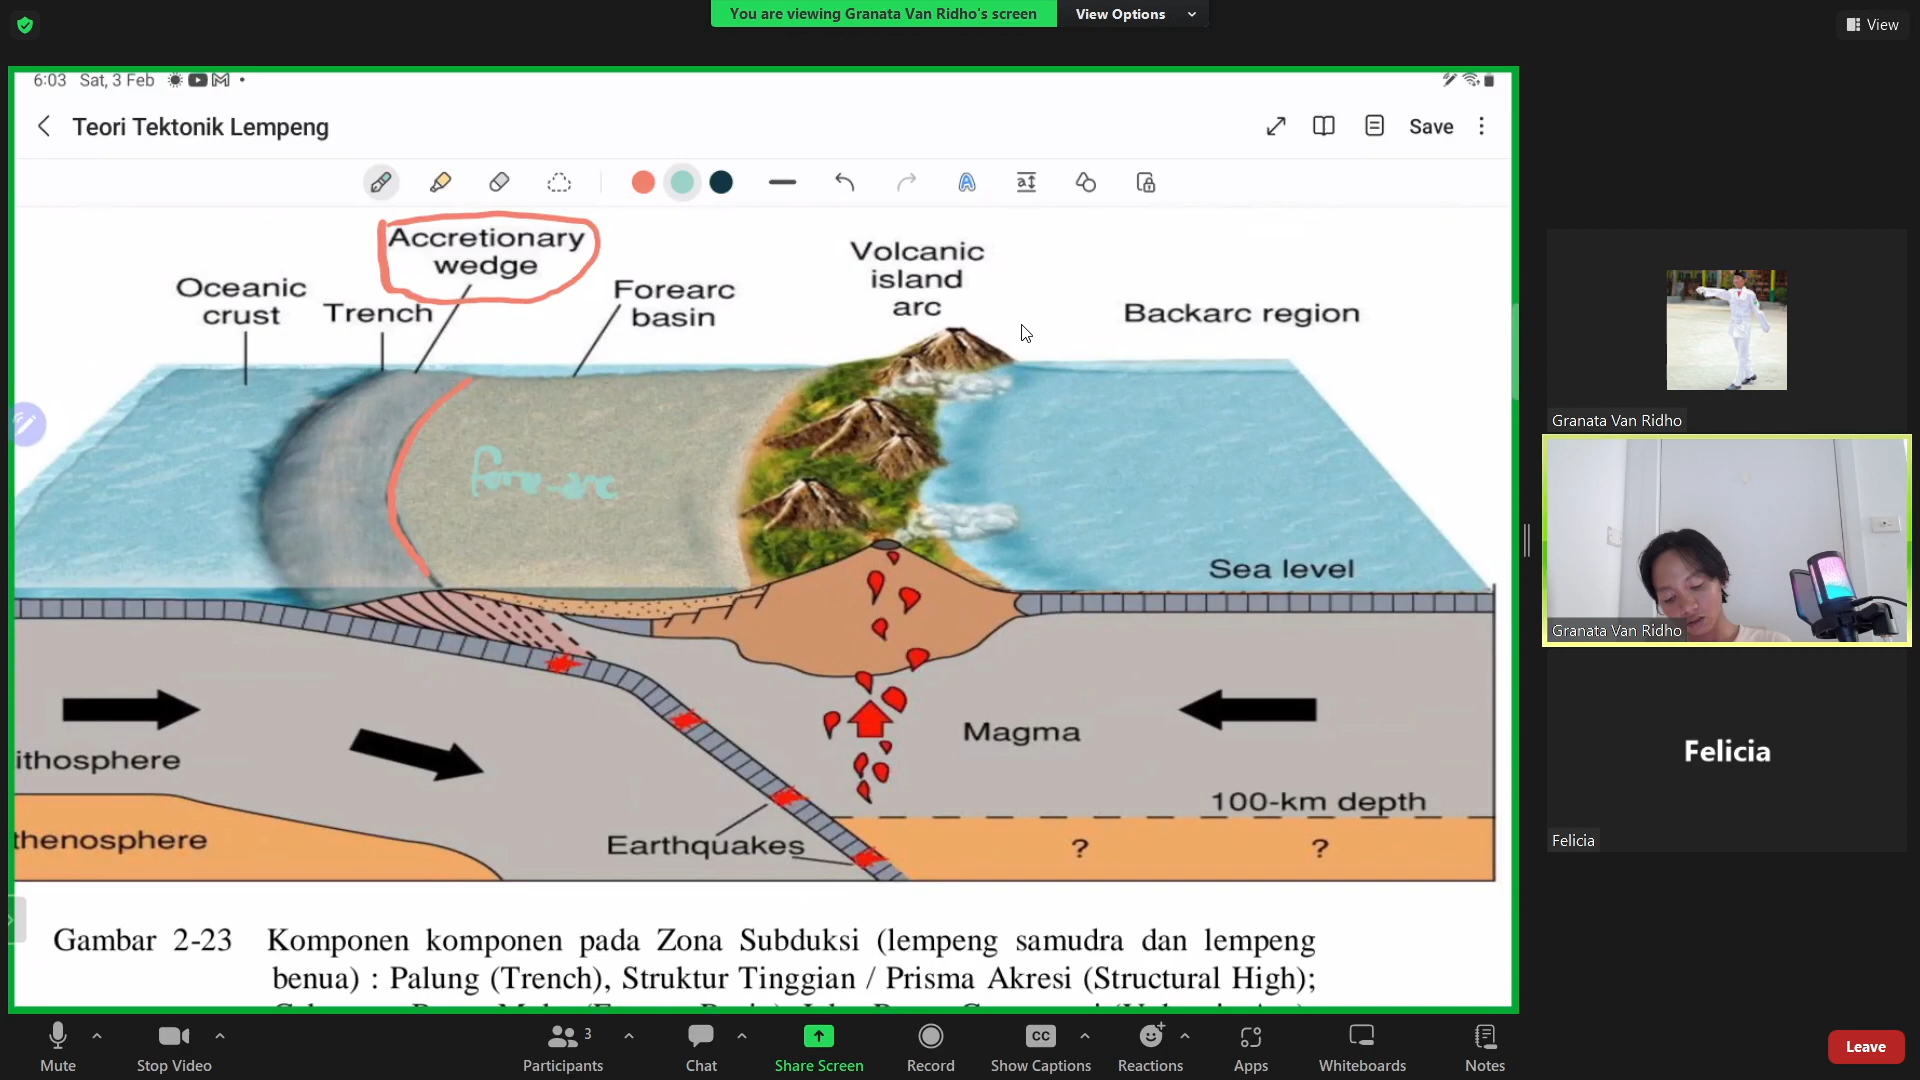 You are viewing Granata Van Ridho's screen
View Options
View
6:03 Sat, 3 Feb
Teori Tektonik Lempeng
Save
Accretionary
wedge
Oceanic
crust
Trench
Forearc
basin
Volcanic
island
arc
Backarc region
fore-arc
Sea level
Magma
ithosphere
100-km depth
thenosphere
Earthquakes
?
?
Gambar 2-23 Komponen komponen pada Zona Subduksi (lempeng samudra dan lempeng
benua) : Palung (Trench), Struktur Tinggian / Prisma Akresi (Structural High);
Granata Van Ridho
Granata Van Ridho
Felicia
Felicia
Mute
Stop Video
Participants
3
Chat
Share Screen
Record
CC
Show Captions
Reactions
Apps
Whiteboards
Notes
Leave